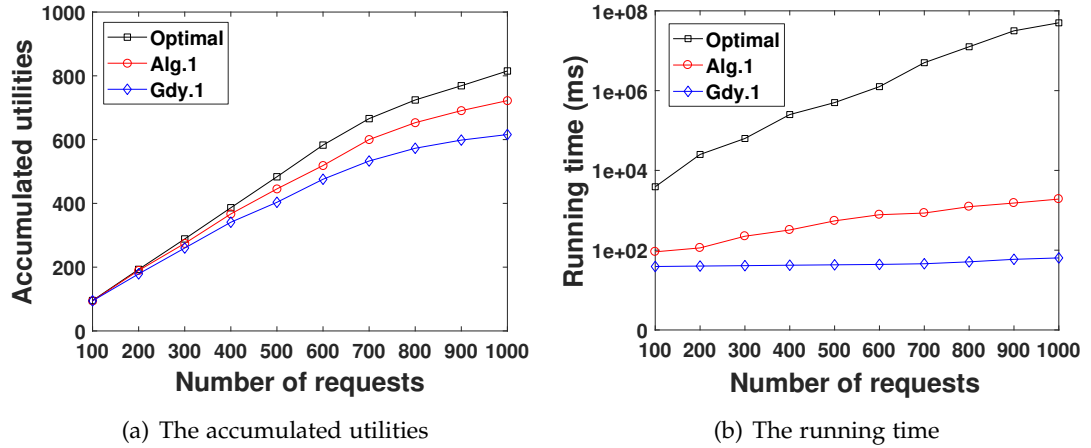 1000
800
600
400
200
0
Accumulated utilities
Optimal
Alg.1
Gdy.1
100 200 300 400 500 600 700 800 900 1000
Number of requests
(a) The accumulated utilities
1e+08
1e+06
1e+04
1e+02
0
Running time (ms)
Optimal
Alg.1
Gdy.1
100 200 300 400 500 600 700 800 900 1000
Number of requests
(b) The running time